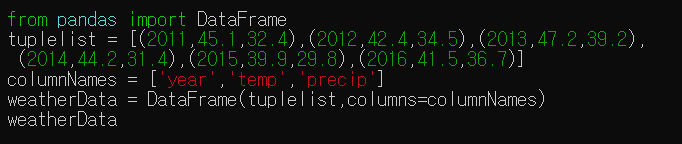 from pandas import DataFrame
tuplelist = [(2011,45.1,32.4),(2012,42.4,34.5),(2013,47.2,39.2),
(2014,44.2,31.4),(2015,39.9,29.8),(2016,41.5,36.7)]
columnNames = ['year','temp','precip']
weatherData = DataFrame(tuplelist,columns=columnNames)
weatherData